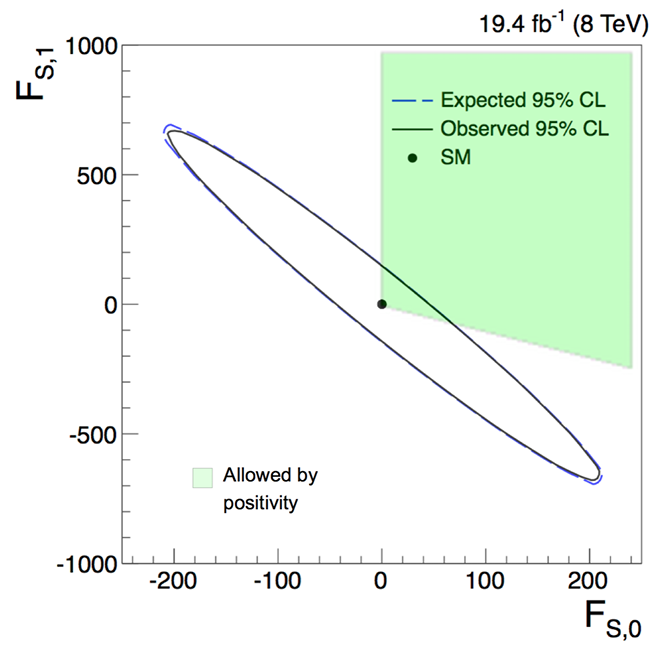 19.4 fb⁻¹ (8 TeV)
F_S,1
1000
500
0
-500
-1000
Expected 95% CL
Observed 95% CL
SM
Allowed by
positivity
-200
-100
0
100
200
F_S,0